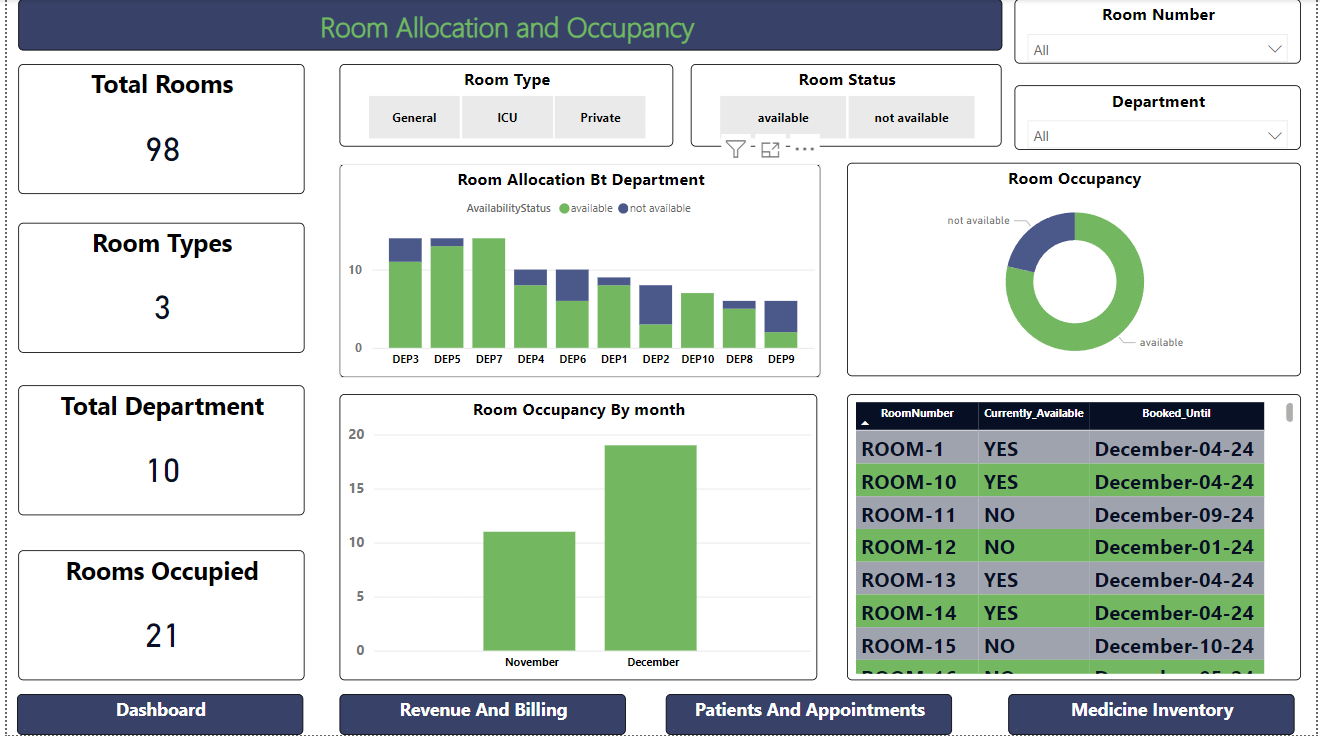 Room Allocation and Occupancy
Room Number
All
Department
All
Total Rooms
98
Room Types
3
Total Department
10
Rooms Occupied
21
Room Type
General ICU Private
Room Status
available not available
Room Allocation Bt Department
AvailabilityStatus available not available
10
0
DEP3 DEP5 DEP7 DEP4 DEP6 DEP1 DEP2 DEP10 DEP8 DEP9
Room Occupancy
not available
available
Room Occupancy By month
20
15
10
5
0
November December
RoomNumber Currently_Available Booked_Until
ROOM-1 YES December-04-24
ROOM-10 YES December-04-24
ROOM-11 NO December-09-24
ROOM-12 NO December-01-24
ROOM-13 YES December-04-24
ROOM-14 YES December-04-24
ROOM-15 NO December-10-24
Dashboard
Revenue And Billing
Patients And Appointments
Medicine Inventory